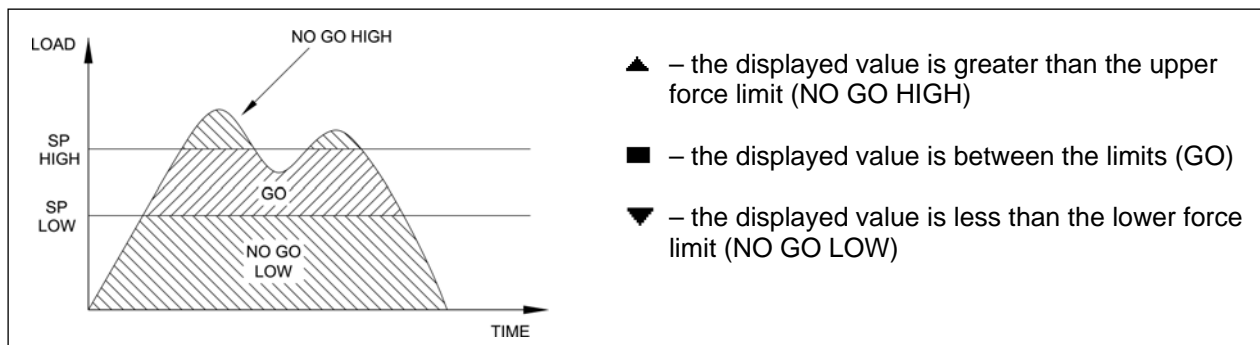 LOAD
NO GO HIGH
SP
HIGH
GO
SP
LOW
NO GO
LOW
TIME
▲ – the displayed value is greater than the upper
force limit (NO GO HIGH)
■ – the displayed value is between the limits (GO)
▼ – the displayed value is less than the lower force
limit (NO GO LOW)